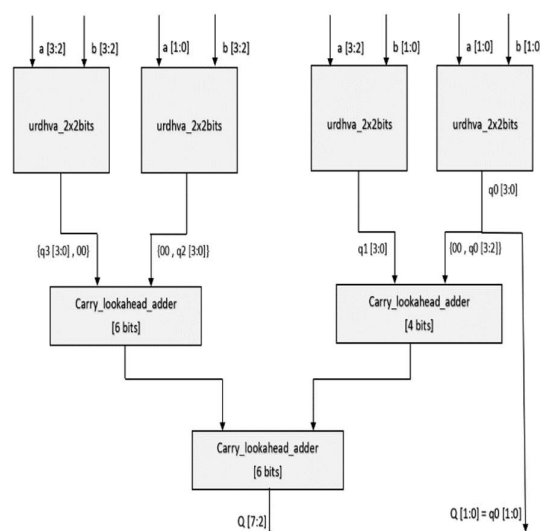 a [3:2]
b [3:2]
a [1:0]
b [3:2]
a [3:2]
b [1:0]
a [1:0]
b [1:0]
urdhva_2x2bits
urdhva_2x2bits
urdhva_2x2bits
urdhva_2x2bits
q0 [3:0]
{q3 [3:0] , 00}
{00 , q2 [3:0]}
q1 [3:0]
{00 , q0 [3:2]}
Carry_lookahead_adder
[6 bits]
Carry_lookahead_adder
[4 bits]
Carry_lookahead_adder
[6 bits]
Q [7:2]
Q [1:0] = q0 [1:0]